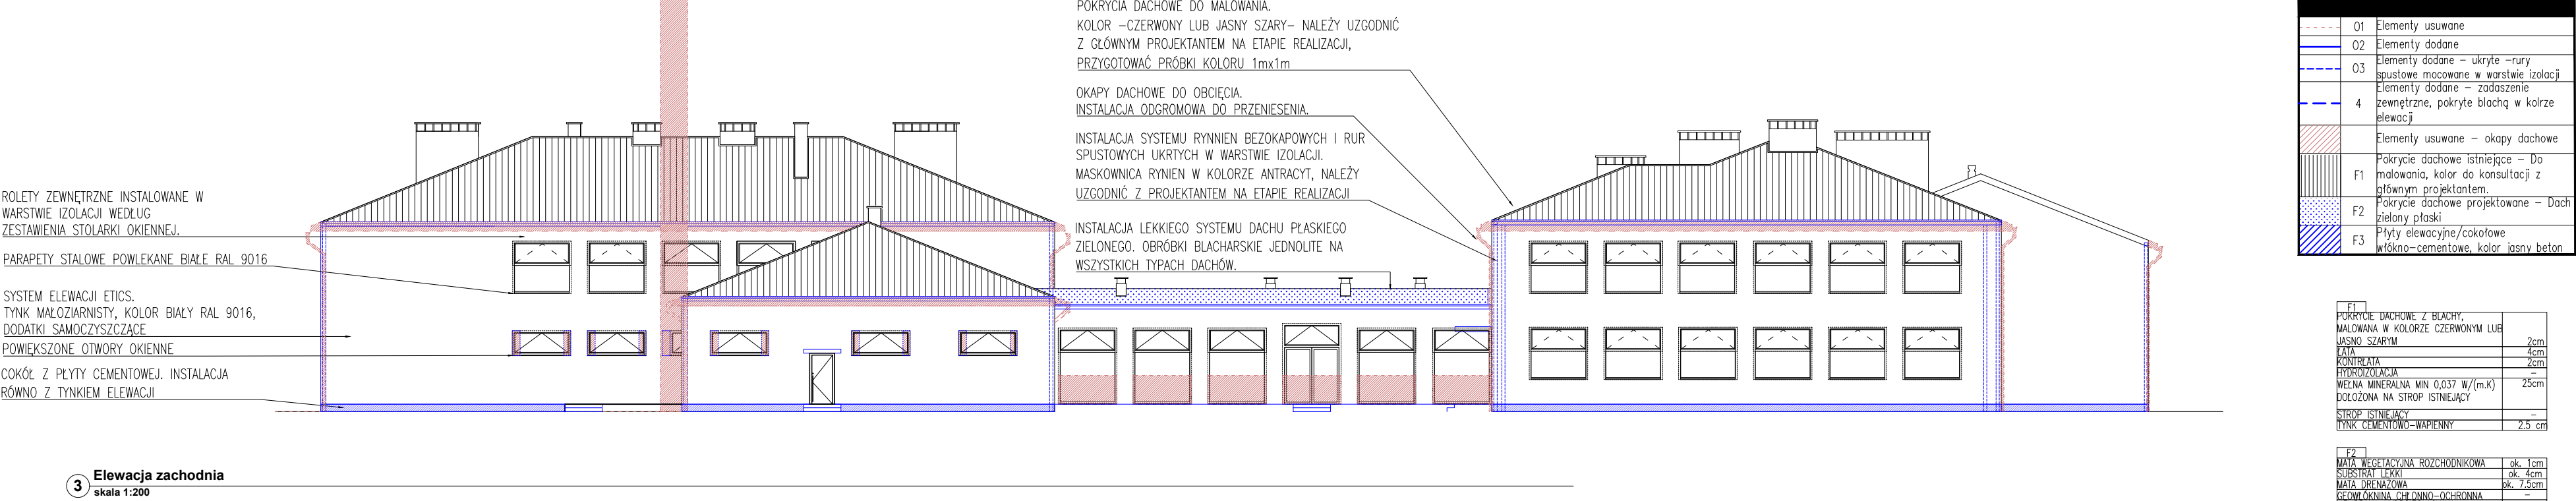 POKRYCIA DACHOWE DO MALOWANIA.
KOLOR -CZERWONY LUB JASNY SZARY- NALEŻY UZGODNIĆ
Z GŁÓWNYM PROJEKTANTEM NA ETAPIE REALIZACJI,
PRZYGOTOWAĆ PRÓBKI KOLORU 1mx1m
OKAPY DACHOWE DO OBCIĘCIA.
INSTALACJA ODGROMOWA DO PRZENIESENIA.
INSTALACJA SYSTEMU RYNNIEN BEZOKAPOWYCH I RUR
SPUSTOWYCH UKRTYCH W WARSTWIE IZOLACJI.
MASKOWNICA RYNIEN W KOLORZE ANTRACYT, NALEŻY
UZGODNIĆ Z PROJEKTANTEM NA ETAPIE REALIZACJI
INSTALACJA LEKKIEGO SYSTEMU DACHU PŁASKIEGO
ZIELONEGO. OBRÓBKI BLACHARSKIE JEDNOLITE NA
WSZYSTKICH TYPACH DACHÓW.
ROLETY ZEWNĘTRZNE INSTALOWANE W
WARSTWIE IZOLACJI WEDŁUG
ZESTAWIENIA STOLARKI OKIENNEJ.
PARAPETY STALOWE POWLEKANE BIAŁE RAL 9016
SYSTEM ELEWACJI ETICS.
TYNK MAŁOZIARNISTY, KOLOR BIAŁY RAL 9016,
DODATKI SAMOCZYSZCZĄCE
POWIĘKSZONE OTWORY OKIENNE
COKÓŁ Z PŁYTY CEMENTOWEJ. INSTALACJA
RÓWNO Z TYNKIEM ELEWACJI
3 Elewacja zachodnia
skala 1:200
01 Elementy usuwane
02 Elementy dodane
03 Elementy dodane - ukryte -rury
spustowe mocowane w warstwie izolacji
4 Elementy dodane - zadaszenie
zewnętrzne, pokryte blachą w kolrze
elewacji
Elementy usuwane - okapy dachowe
F1 Pokrycie dachowe istniejące - Do
malowania, kolor do konsultacji z
głównym projektantem.
F2 Pokrycie dachowe projektowane - Dach
zielony płaski
F3 Płyty elewacyjne/cokołowe
włókno-cementowe, kolor jasny beton
F1
POKRYCIE DACHOWE Z BLACHY,
MALOWANA W KOLORZE CZERWONYM LUB
JASNO SZARYM 2cm
ŁATA 4cm
KONTRŁATA 2cm
HYDROIZOLACJA -
WEŁNA MINERALNA MIN 0,037 W/(m.K) 25cm
DOŁOŻONA NA STROP ISTNIEJĄCY
STROP ISTNIEJĄCY -
TYNK CEMENTOWO-WAPIENNY 2.5 cm
F2
MATA WEGETACYJNA ROZCHODNIKOWA ok. 1cm
SUBSTRAT LEKKI ok. 4cm
MATA DRENAŻOWA ok. 7.5cm
GEOWŁÓKNINA CHŁONNO-OCHRONNA -